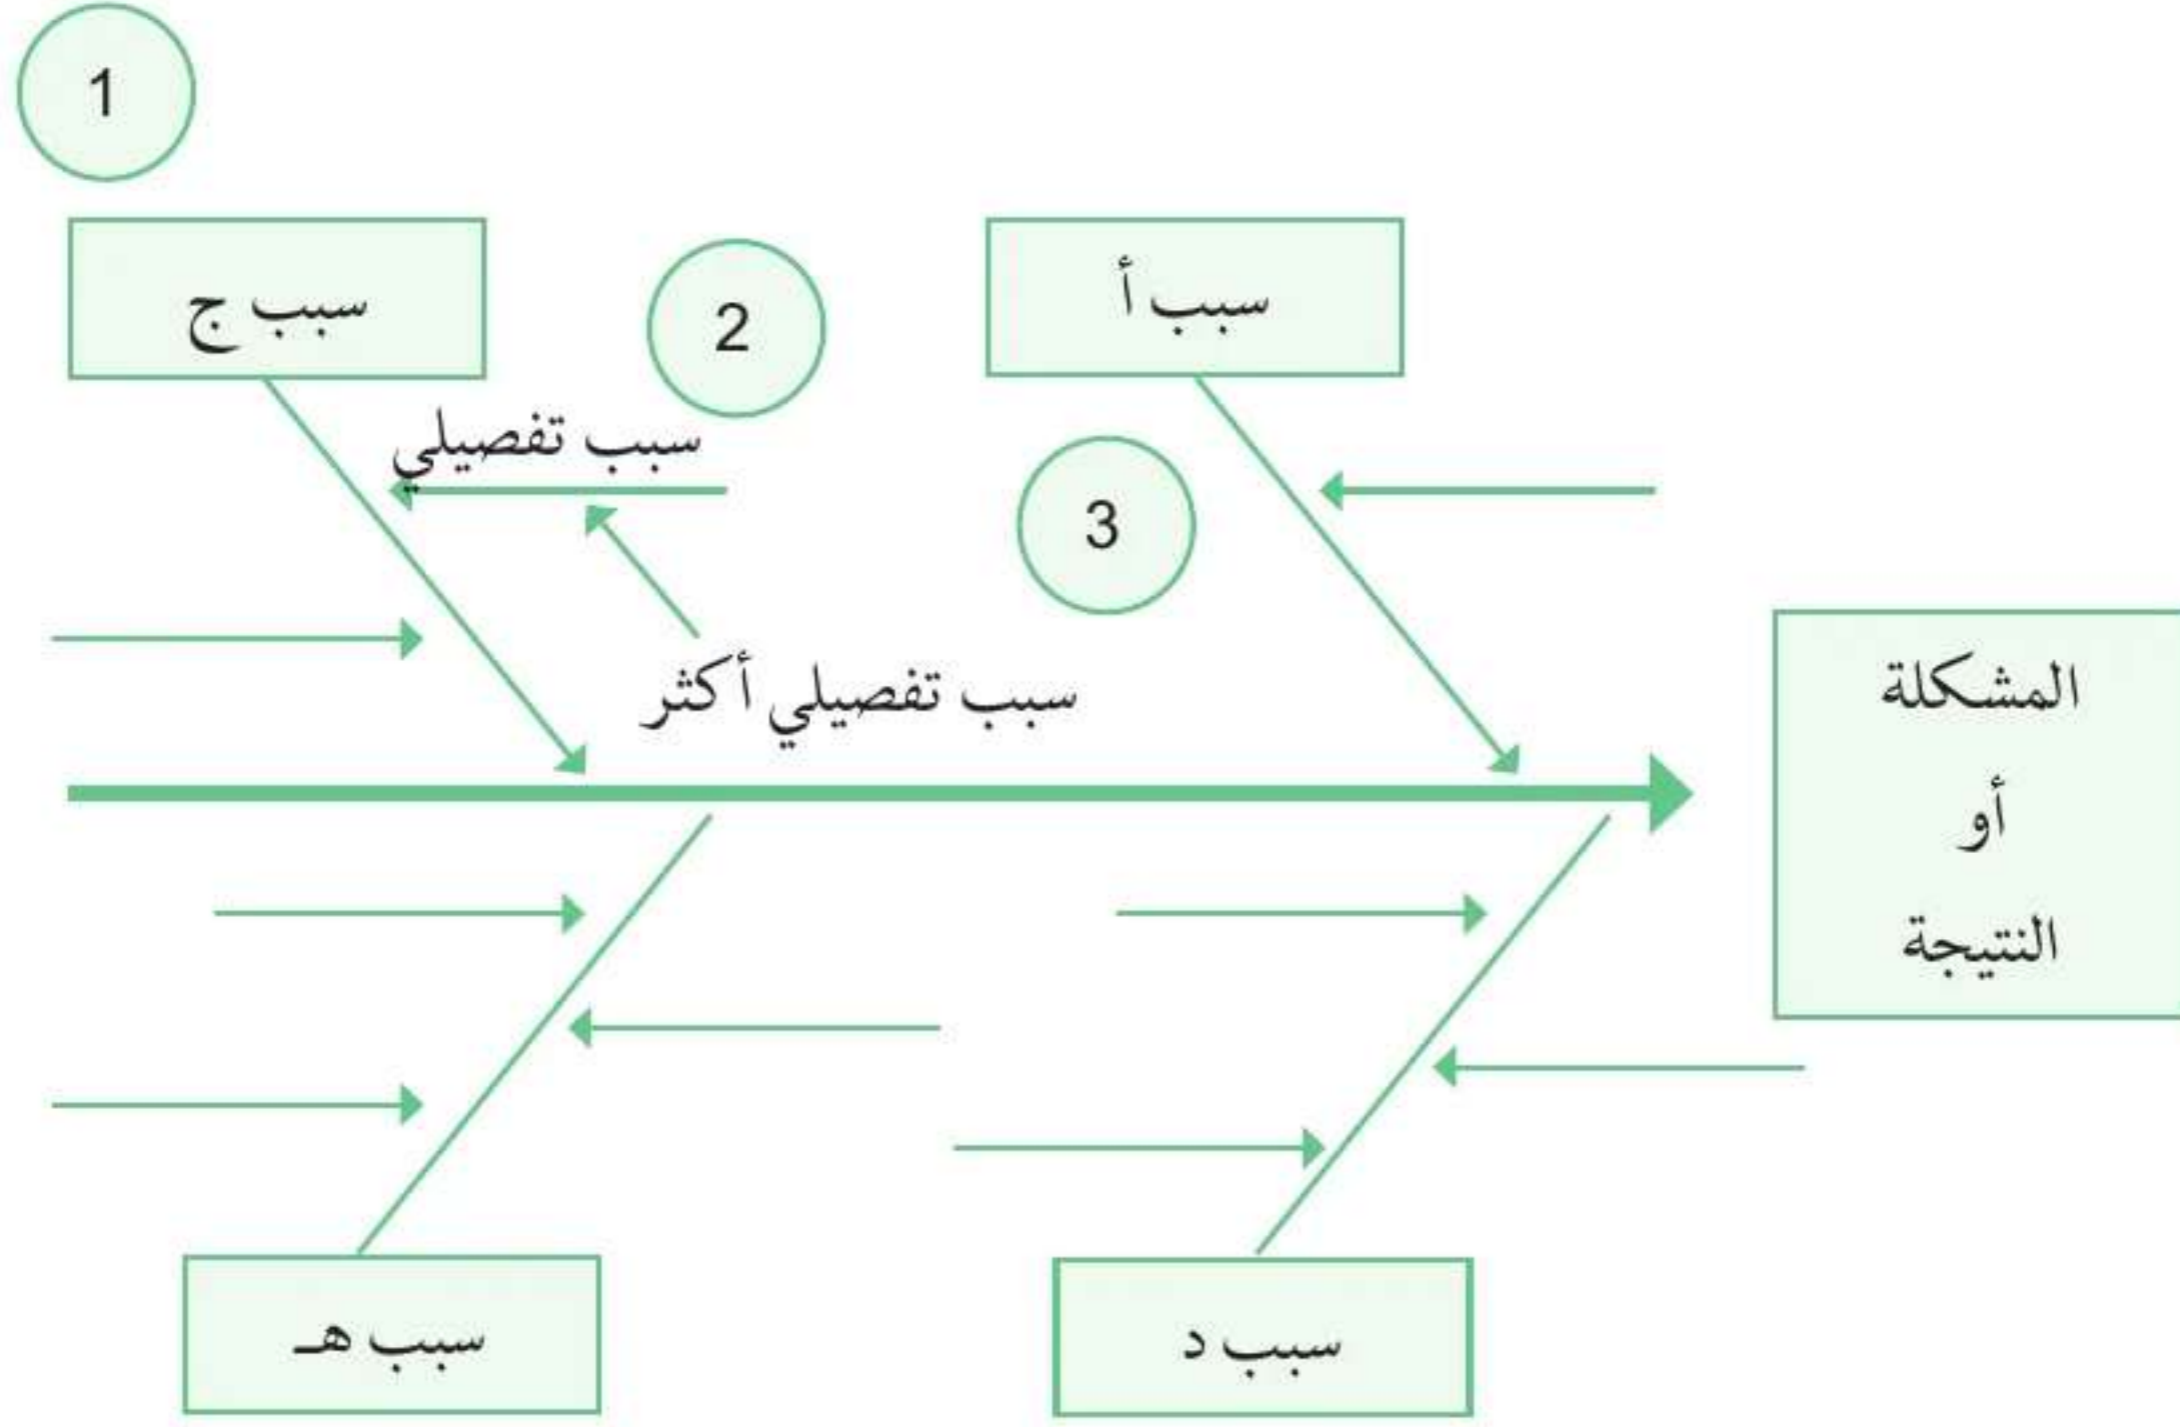 1
سبب أ
سبب ج
2
سبب تفصيلي
3
سبب تفصيلي أكثر
المشكلة
أو
النتيجة
سبب د
سبب هـ